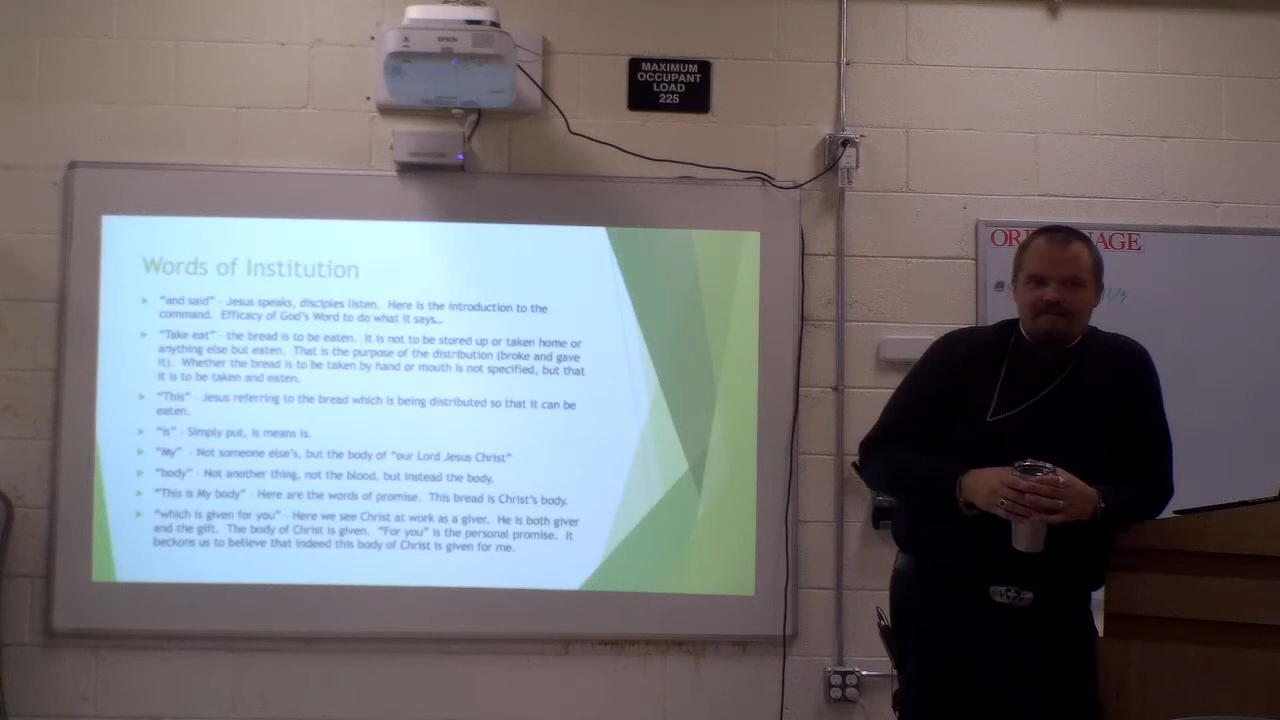 EPSON
MAXIMUM
OCCUPANT
LOAD
225
Words of Institution
"and said" - Jesus speaks, disciples listen. Here is the introduction to the
command. Efficacy of God's Word to do what it says...
"Take eat" - the bread is to be eaten. It is not to be stored up or taken home or
anything else but eaten. That is the purpose of the distribution (broke and gave
it). Whether the bread is to be taken by hand or mouth is not specified, but that
it is to be taken and eaten.
"This" - Jesus referring to the bread which is being distributed so that it can be
eaten.
"is" - Simply put, is means is.
"My" - Not someone else's, but the body of "our Lord Jesus Christ"
"body" - Not another thing, not the blood, but instead the body.
"This is My body" - Here are the words of promise. This bread is Christ's body.
"which is given for you" - Here we see Christ at work as a giver. He is both giver
and the gift. The body of Christ is given. "For you" is the personal promise. It
beckons us to believe that indeed this body of Christ is given for me.